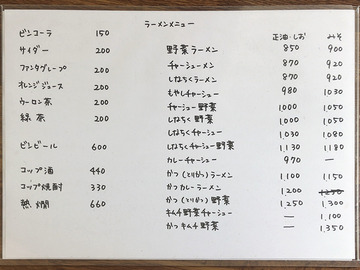 ラーメンメニュー
ビンコーラ 150
サイダー 200
ファンタグレープ 200
オレンジジュース 200
ウーロン茶 200
緑茶 200
ビンビール 600
コップ酒 440
コップ焼酎 330
熱燗 660
正油・しお みそ
野菜ラーメン 850 900
チャーシューメン 870 920
しなちくラーメン 870 920
もやしチャーシュー 980 1030
チャーシュー野菜 1000 1050
しなちく野菜 1000 1050
しなちくチャーシュー 1030 1080
しなちくチャーシュー野菜 1130 1180
カレーチャーシュー 970 ―
かつ(とりかつ)ラーメン 1100 1150
かつカレーラーメン 1.200
かつ(とりかつ)野菜 1.250 1.300
キムチ野菜チャーシュー ― 1.100
かつキムチ野菜 ― 1.350